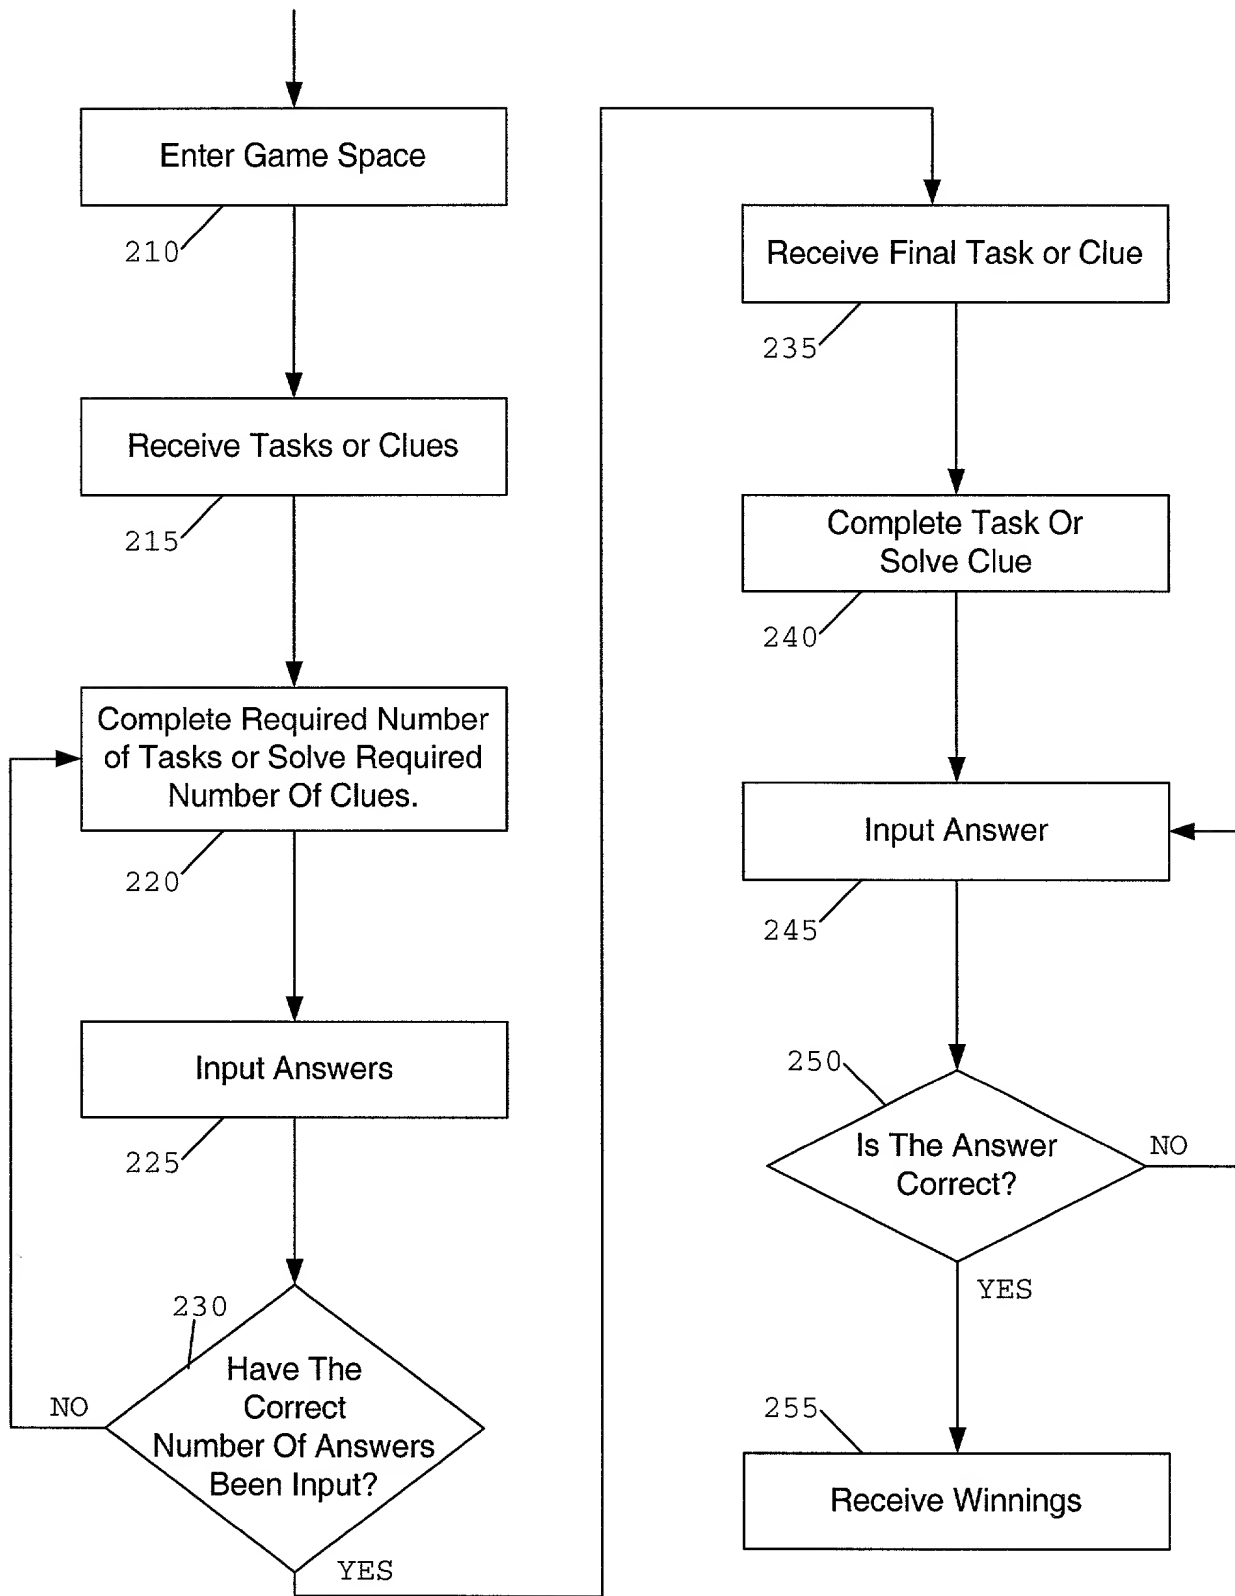 Enter Game Space
210
Receive Tasks or Clues
215
Complete Required Number
of Tasks or Solve Required
Number Of Clues.
220
Input Answers
225
230
Have The
Correct
Number Of Answers
Been Input?
NO
YES
Receive Final Task or Clue
235
Complete Task Or
Solve Clue
240
Input Answer
245
250
Is The Answer
Correct?
NO
YES
255
Receive Winnings